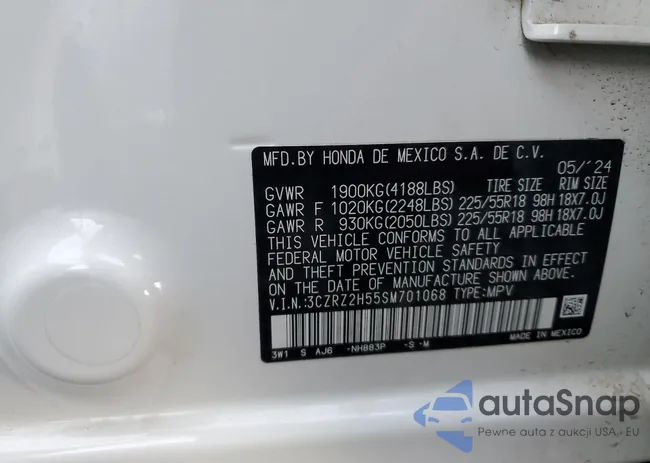 MFD.BY HONDA DE MEXICO S.A. DE C.V.
05/'24
GVWR 1900KG(4188LBS) TIRE SIZE RIM SIZE
GAWR F 1020KG(2248LBS) 225/55R18 98H 18X7.0J
GAWR R 930KG(2050LBS) 225/55R18 98H 18X7.0J
THIS VEHICLE CONFORMS TO ALL APPLICABLE
FEDERAL MOTOR VEHICLE SAFETY
AND THEFT PREVENTION STANDARDS IN EFFECT
ON THE DATE OF MANUFACTURE SHOWN ABOVE.
V.I.N.:3CZRZ2H55SM701068 TYPE:MPV
3W1 S AJ6 -NH883P -S-M MADE IN MEXICO
autoSnap
Pewne auta z aukcji USA i EU